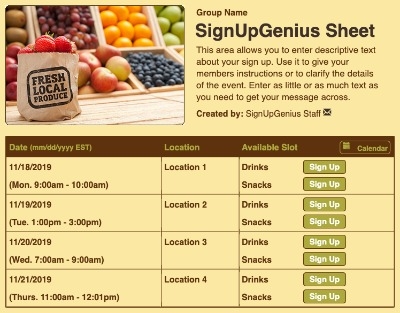 Group Name
SignUpGenius Sheet
This area allows you to enter descriptive text
about your sign up. Use it to give your
members instructions or to clarify the details
of the event. Enter as little or as much text as
you need to get your message across.
Created by: SignUpGenius Staff
FRESH
LOCAL
PRODUCE
Date (mm/dd/yyyy EST) Location Available Slot Calendar
11/18/2019 Location 1 Drinks Sign Up
(Mon. 9:00am - 10:00am) Snacks Sign Up
11/19/2019 Location 2 Drinks Sign Up
(Tue. 1:00pm - 3:00pm) Snacks Sign Up
11/20/2019 Location 3 Drinks Sign Up
(Wed. 7:00am - 9:00am) Snacks Sign Up
11/21/2019 Location 4 Drinks Sign Up
(Thurs. 11:00am - 12:01pm) Snacks Sign Up